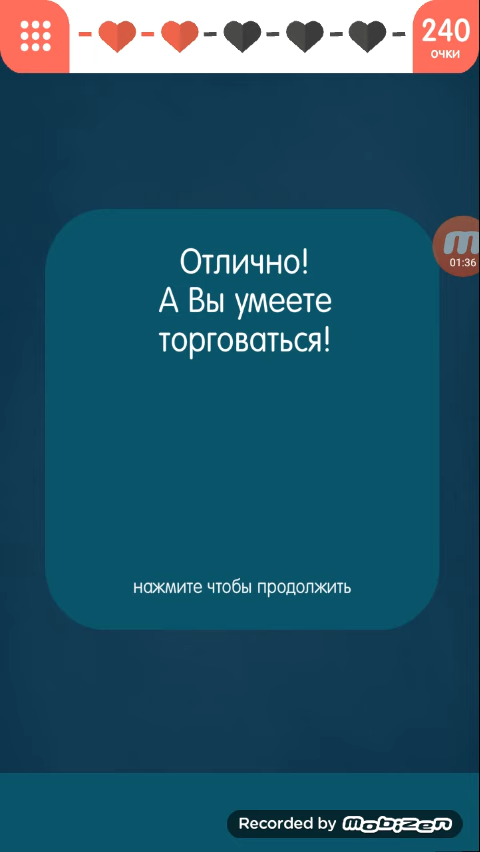 240
очки
01:36
Отлично!
А Вы умеете
торговаться!
нажмите чтобы продолжить
Recorded by mobizen